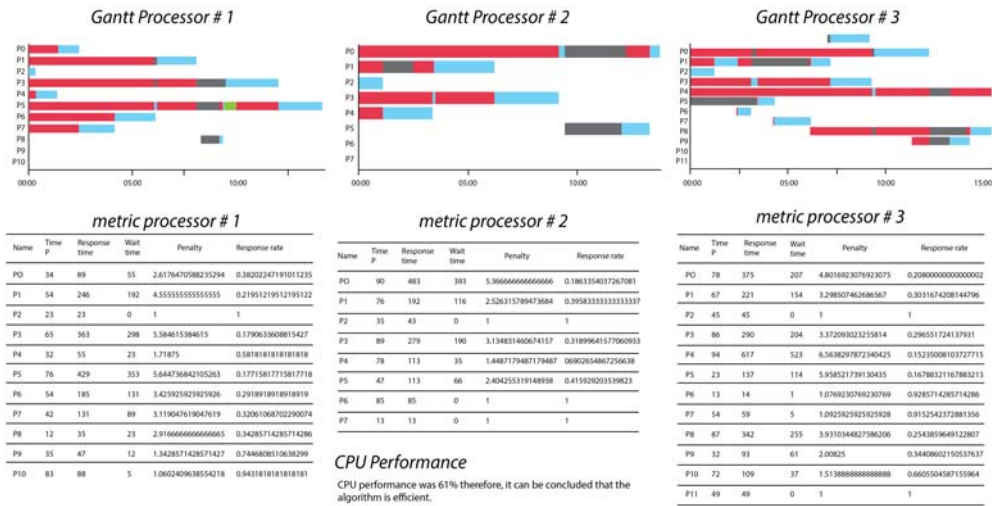 Gantt Processor # 1
P0
P1
P2
P3
P4
P5
P6
P7
P8
P9
P10
00:00 05:00 10:00
Gantt Processor # 2
P0
P1
P2
P3
P4
P5
P6
P7
00:00 05:00 10:00
Gantt Processor # 3
P0
P1
P2
P3
P4
P5
P6
P7
P8
P9
P10
P11
00:00 05:00 10:00 15:00
metric processor # 1
Name Time P Response time Wait time Penalty Response rate
PO 34 89 55 2.6176470588235294 0.38202247191011235
P1 54 246 192 4.555555555555555 0.21951219512195122
P2 23 23 0 1 1
P3 65 363 298 5.584615384615 0.1790633608815427
P4 32 55 23 1.71875 0.5818181818181818
P5 76 429 353 5.644736842105263 0.17715817715817718
P6 54 185 131 3.425925925925926 0.2918918918918919
P7 42 131 89 3.119047619047619 0.32061068702290074
P8 12 35 23 2.9166666666666665 0.34285714285714286
P9 35 47 12 1.3428571428571427 0.7446808510638299
P10 83 88 5 1.0602409638554218 0.9431818181818181
metric processor # 2
Name Time P Response time Wait time Penalty Response rate
PO 90 483 393 5.366666666666666 0.1863354037267081
P1 76 192 116 2.526315789473684 0.39583333333333337
P2 35 43 0 1 1
P3 89 279 190 3.134831460674157 0.31899641577060933
P4 78 113 35 1.4487179487179487 06902654867256638
P5 47 113 66 2.404255319148938 0.415929203539823
P6 85 85 0 1 1
P7 13 13 0 1 1
CPU Performance
CPU performance was 61% therefore, it can be concluded that the
algorithm is efficient.
metric processor # 3
Name Time P Response time Wait time Penalty Response rate
PO 78 375 207 4.8016923076923075 0.20800000000000002
P1 67 221 154 3.298507462686567 0.3031674208144796
P2 45 45 0 1 1
P3 86 290 204 3.372093023255814 0.296551724137931
P4 94 617 523 6.5638297872340425 0.15235008103727715
P5 23 137 114 5.958521739130435 0.16788321167883213
P6 13 14 1 1.0769230769230769 0.9285714285714286
P7 54 59 5 1.0925925925925928 0.9152542372881356
P8 87 342 255 3.9310344827586206 0.2543859649122807
P9 32 93 61 2.00825 0.34408602150537637
P10 72 109 37 1.5138888888888888 0.6605504587155964
P11 49 49 0 1 1